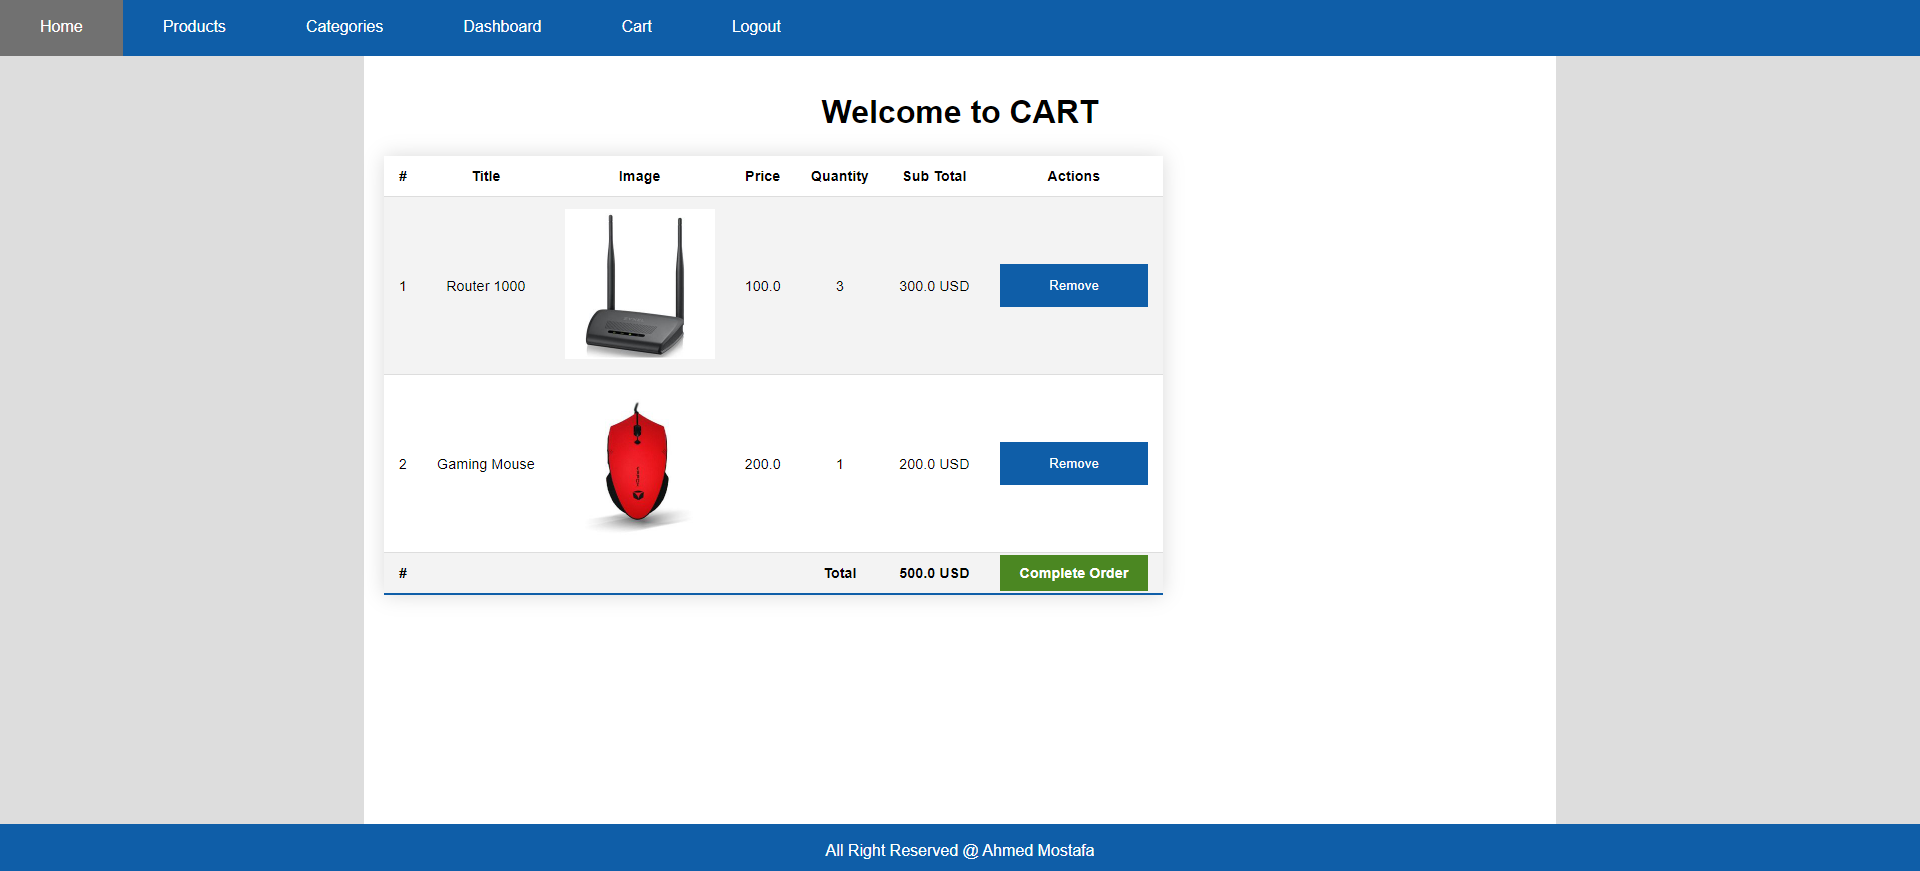 Home Products Categories Dashboard Cart Logout
Welcome to CART
# Title Image Price Quantity Sub Total Actions
1 Router 1000 100.0 3 300.0 USD Remove
2 Gaming Mouse 200.0 1 200.0 USD Remove
# Total 500.0 USD Complete Order
All Right Reserved @ Ahmed Mostafa